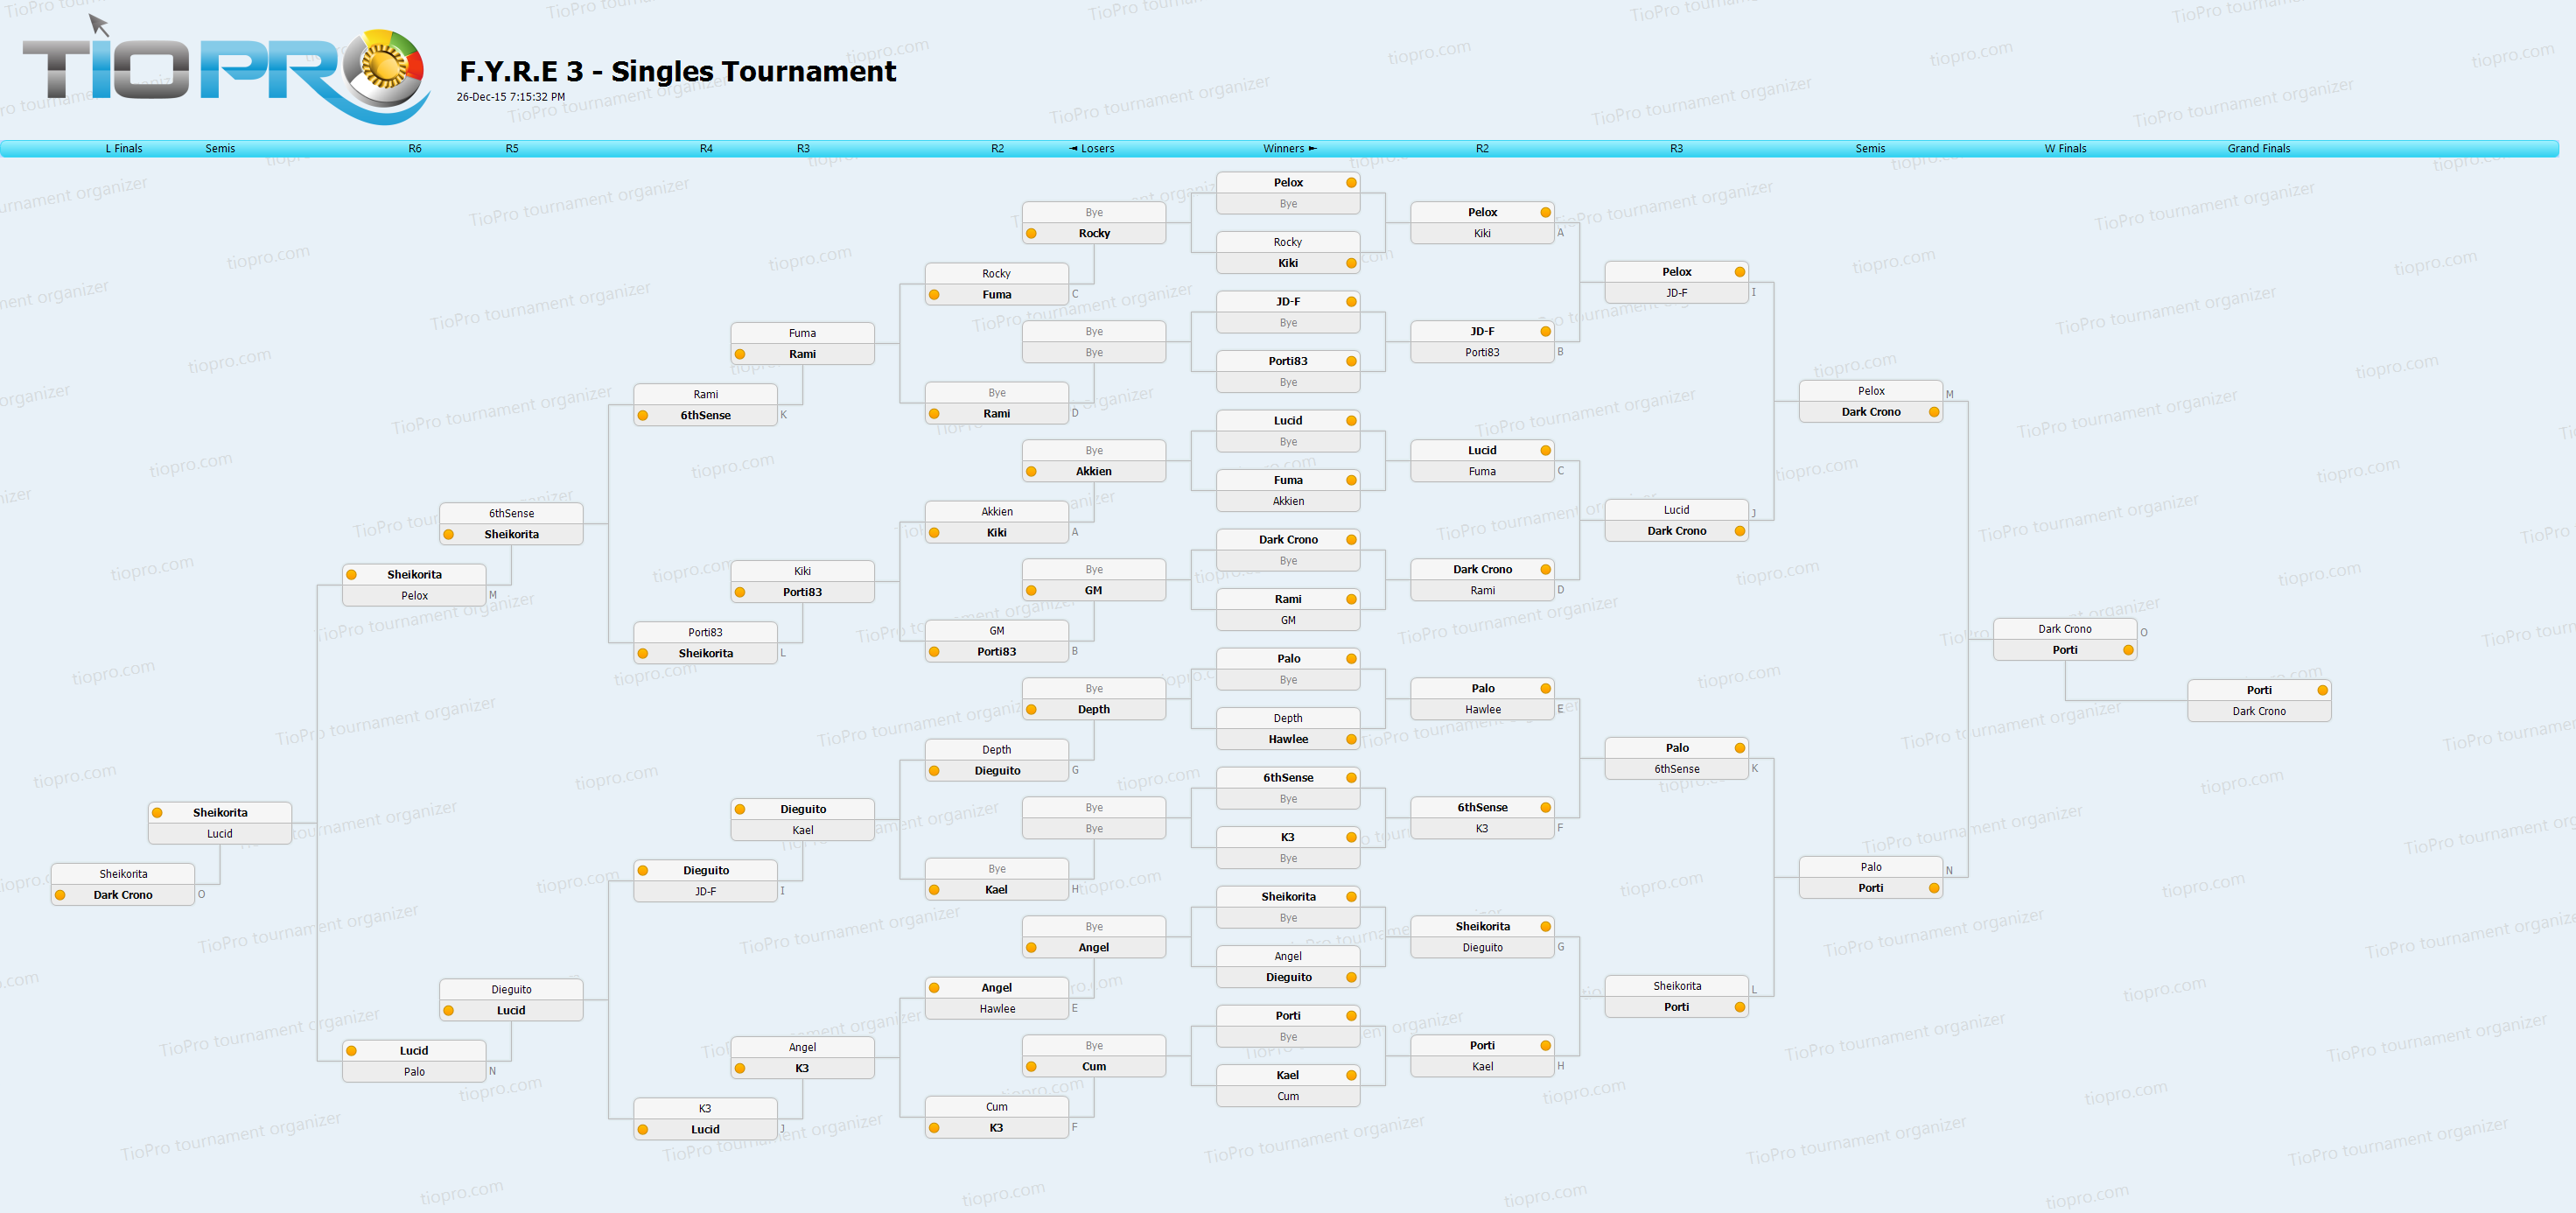 TIOPRO
F.Y.R.E 3 - Singles Tournament
26-Dec-15 7:15:32 PM
L Finals Semis R6 R5 R4 R3 R2 ◄ Losers Winners ► R2 R3 Semis W Finals Grand Finals
Sheikorita
Dark Crono
O
Sheikorita
Lucid
Sheikorita
Pelox
M
Lucid
Palo
N
6thSense
Sheikorita
Dieguito
Lucid
Rami
6thSense
K
Porti83
Sheikorita
L
Dieguito
JD-F
I
K3
Lucid
J
Fuma
Rami
Kiki
Porti83
Dieguito
Kael
Angel
K3
Rocky
Fuma
C
Bye
Rami
D
Akkien
Kiki
A
GM
Porti83
B
Depth
Dieguito
G
Bye
Kael
H
Angel
Hawlee
E
Cum
K3
F
Bye
Rocky
Bye
Bye
Bye
Akkien
Bye
GM
Bye
Depth
Bye
Bye
Bye
Angel
Bye
Cum
Pelox
Bye
Rocky
Kiki
JD-F
Bye
Porti83
Bye
Lucid
Bye
Fuma
Akkien
Dark Crono
Bye
Rami
GM
Palo
Bye
Depth
Hawlee
6thSense
Bye
K3
Bye
Sheikorita
Bye
Angel
Dieguito
Porti
Bye
Kael
Cum
Pelox
Kiki
A
JD-F
Porti83
B
Lucid
Fuma
C
Dark Crono
Rami
D
Palo
Hawlee
E
6thSense
K3
F
Sheikorita
Dieguito
G
Porti
Kael
H
Pelox
JD-F
I
Lucid
Dark Crono
J
Palo
6thSense
K
Sheikorita
Porti
L
Pelox
Dark Crono
M
Palo
Porti
N
Dark Crono
Porti
O
Porti
Dark Crono
TioPro tournament organizer
tiopro.com